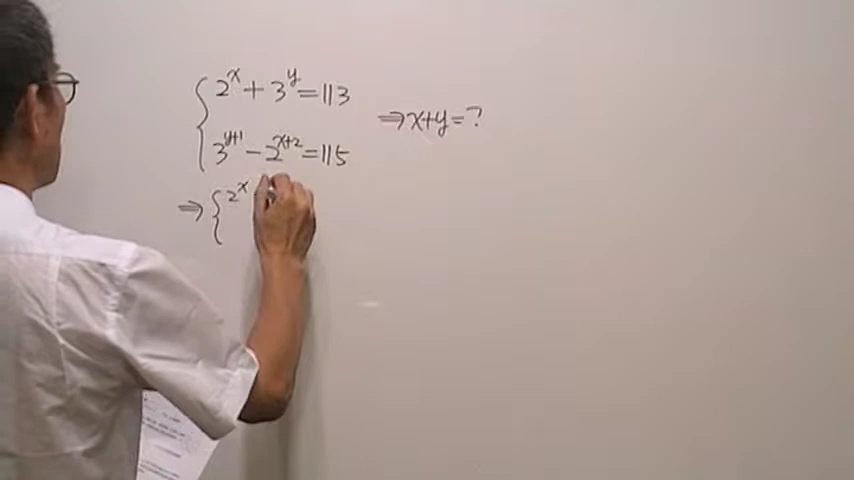 2^x + 3^y = 113
3^{y+1} - 2^{x+2} = 115
⇒ x+y = ?
⇒ { 2^x